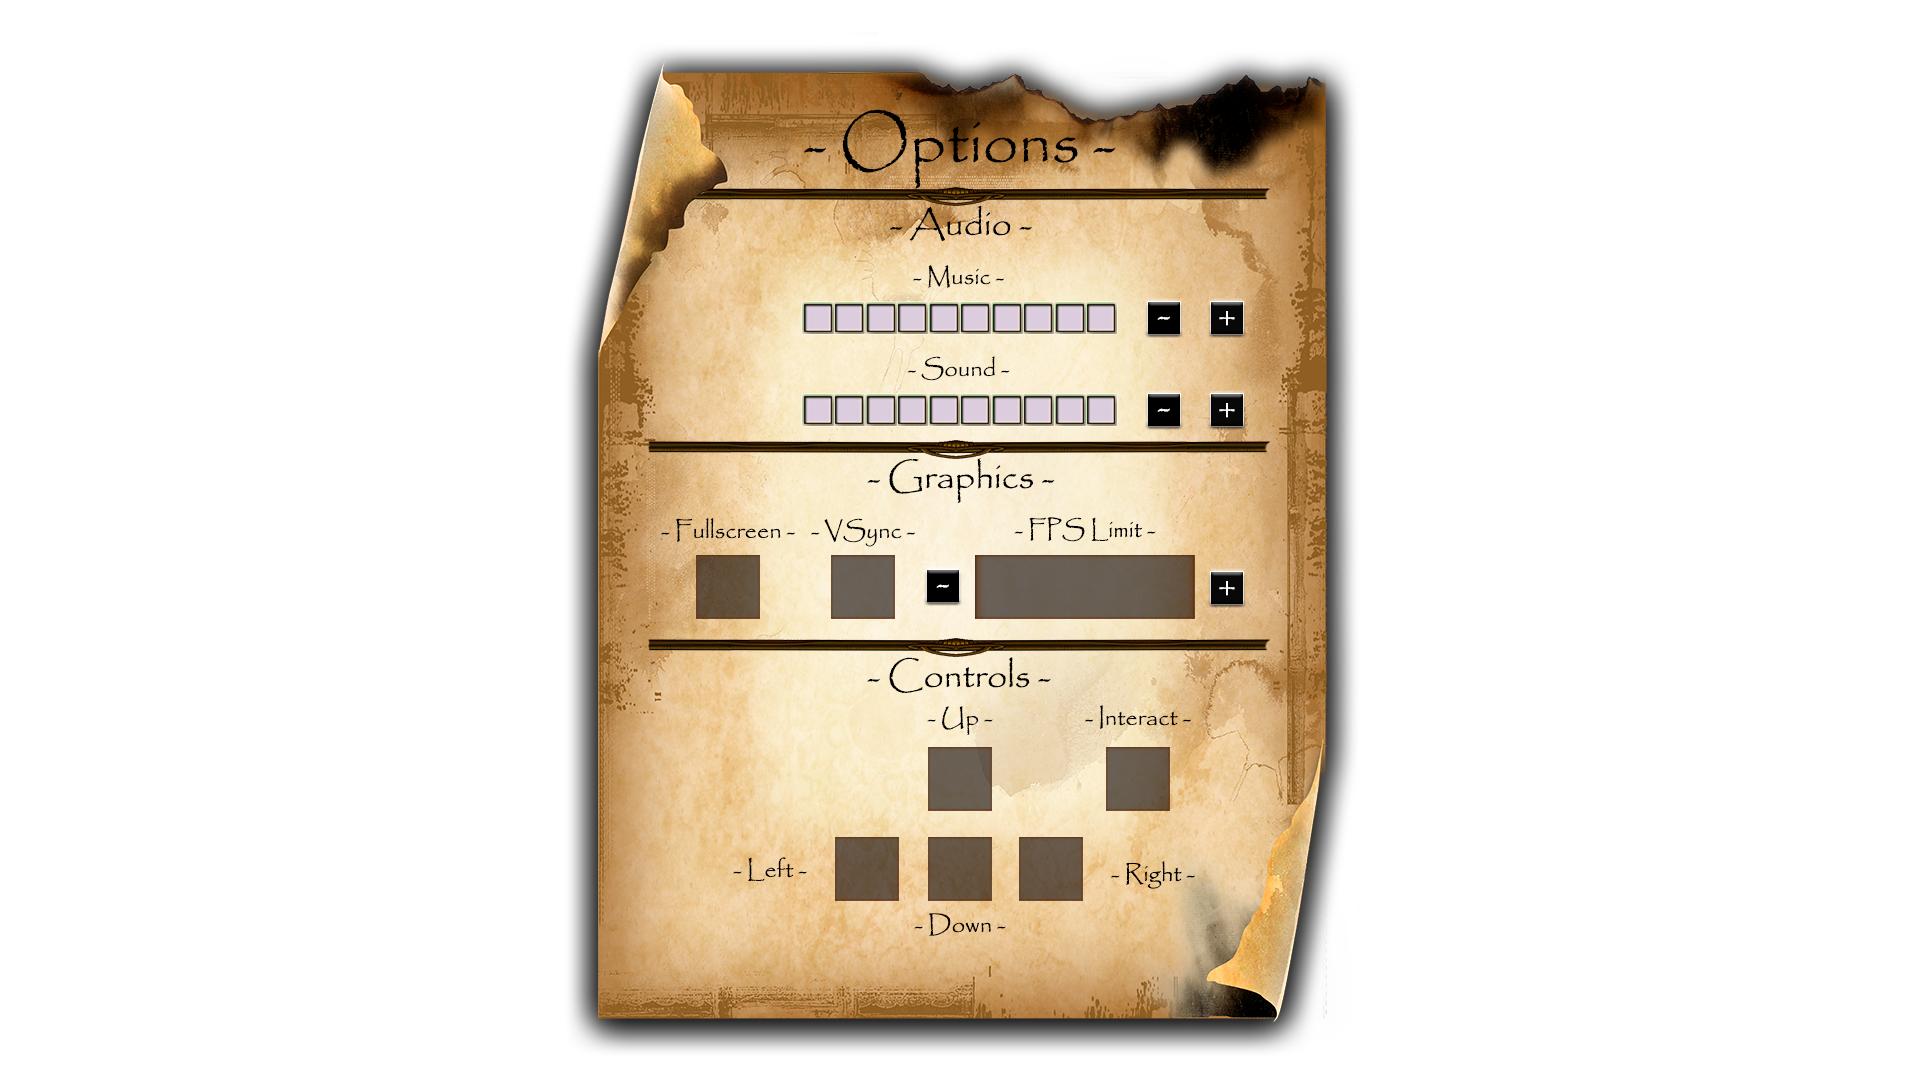 - Options -
- Audio -
- Music -
- +
- Sound -
- +
- Graphics -
- Fullscreen - - VSync - - FPS Limit -
- +
- Controls -
- Up - - Interact -
- Left - - Right -
- Down -